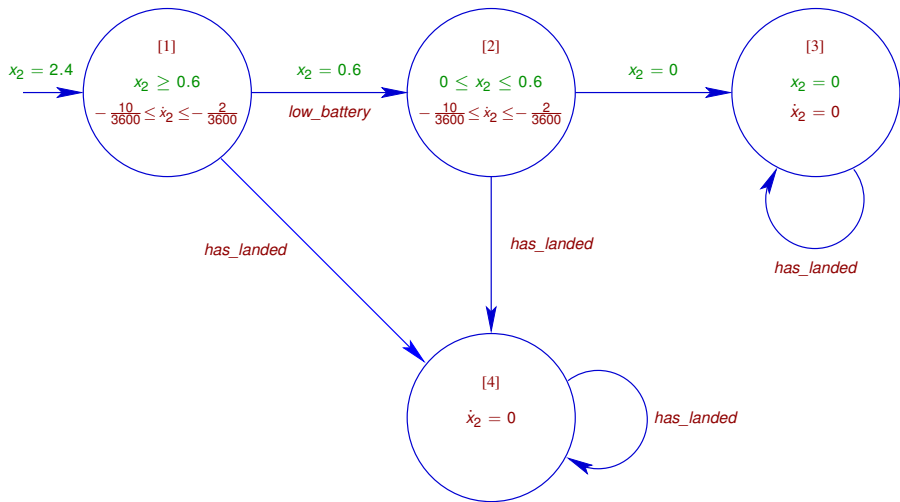 [1]
[2]
[3]
x₂ = 2.4
x₂ ≥ 0.6
x₂ = 0.6
0 ≤ x₂ ≤ 0.6
x₂ = 0
x₂ = 0
−10/3600 ≤ ẋ₂ ≤ −2/3600
low_battery
−10/3600 ≤ ẋ₂ ≤ −2/3600
ẋ₂ = 0
has_landed
has_landed
has_landed
[4]
ẋ₂ = 0
has_landed